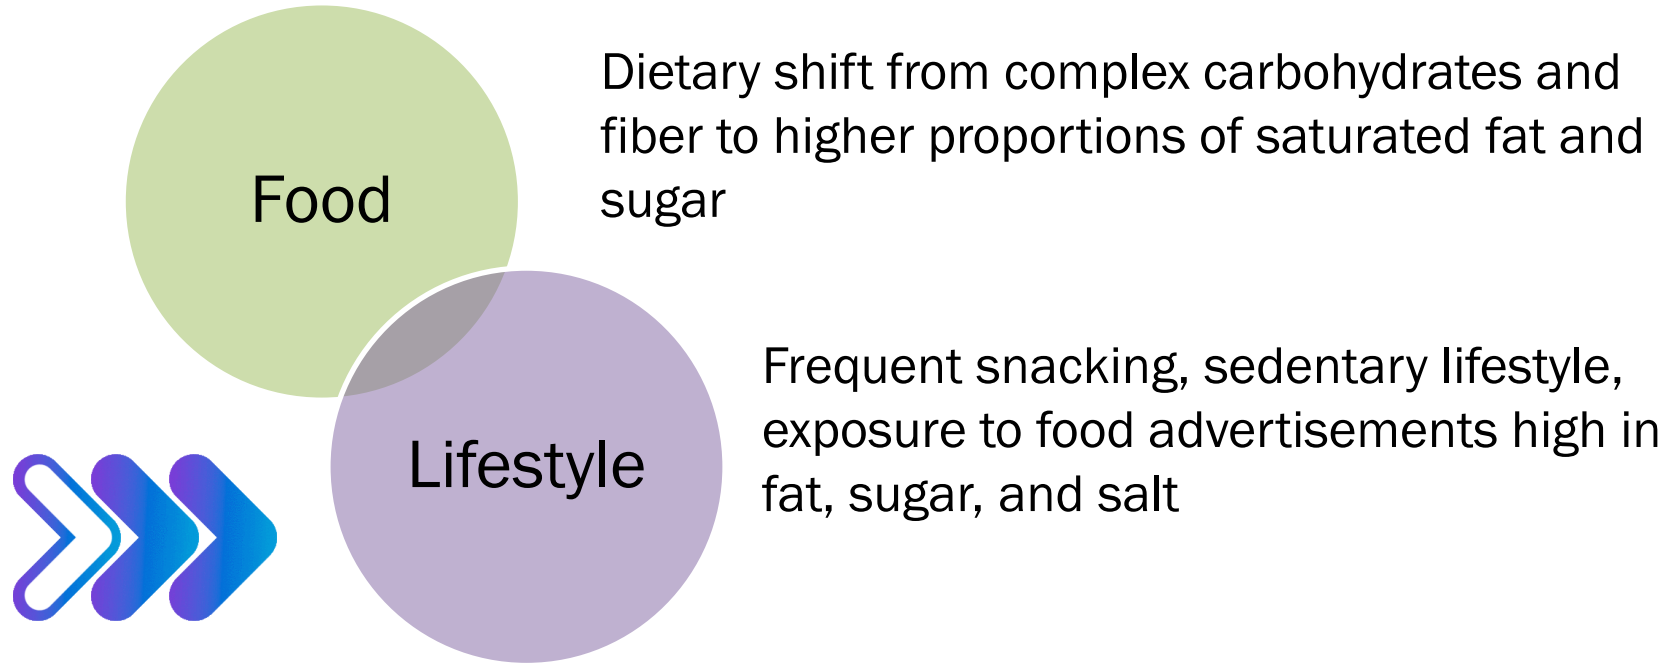 Food
Dietary shift from complex carbohydrates and
fiber to higher proportions of saturated fat and
sugar
Lifestyle
Frequent snacking, sedentary lifestyle,
exposure to food advertisements high in
fat, sugar, and salt